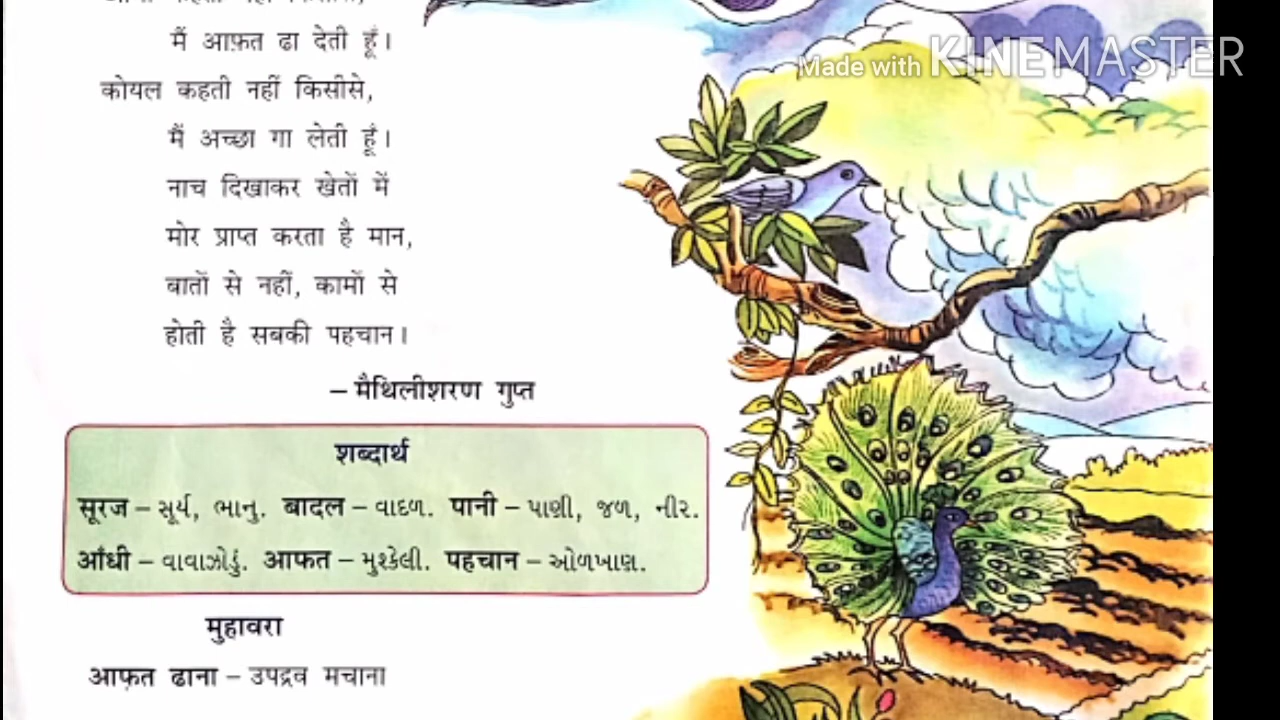 मैं आफ़त ढा देती हूँ।
कोयल कहती नहीं किसीसे,
मैं अच्छा गा लेती हूँ।
नाच दिखाकर खेतों में
मोर प्राप्त करता है मान,
बातों से नहीं, कामों से
होती है सबकी पहचान।
– मैथिलीशरण गुप्त
शब्दार्थ
सूरज – સૂર્ય, ભાનુ. बादल – વાદળ. पानी – પાણી, જળ, નીર.
आँधी – વાવાઝોડું. आफत – મુશ્કેલી. पहचान – ઓળખાણ.
मुहावरा
आफ़त ढाना – उपद्रव मचाना
Made with KINEMASTER